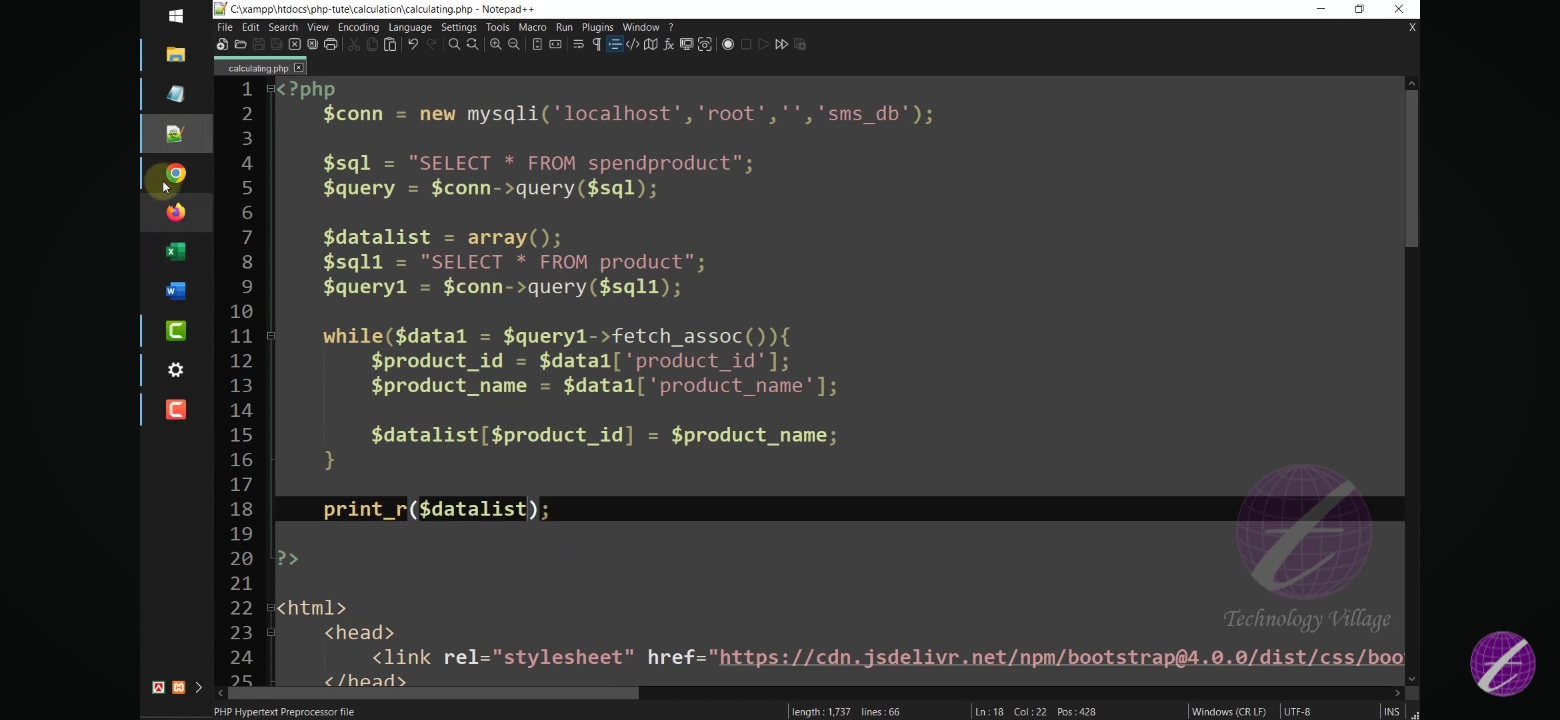 C:\xampp\htdocs\php-tute\calculation\calculating.php - Notepad++
File Edit Search View Encoding Language Settings Tools Macro Run Plugins Window ? X
calculating.php
1 <?php
2 $conn = new mysqli('localhost','root','','sms_db');
3
4 $sql = "SELECT * FROM spendproduct";
5 $query = $conn->query($sql);
6
7 $datalist = array();
8 $sql1 = "SELECT * FROM product";
9 $query1 = $conn->query($sql1);
10
11 while($data1 = $query1->fetch_assoc()){
12 $product_id = $data1['product_id'];
13 $product_name = $data1['product_name'];
14
15 $datalist[$product_id] = $product_name;
16 }
17
18 print_r($datalist);
19
20 ?>
21
22 <html>
23 <head>
24 <link rel="stylesheet" href="https://cdn.jsdelivr.net/npm/bootstrap@4.0.0/dist/css/boo
25 </head>
Technology Village
PHP Hypertext Preprocessor file length : 1,737 lines : 66 Ln : 18 Col : 22 Pos : 428 Windows (CR LF) UTF-8 INS